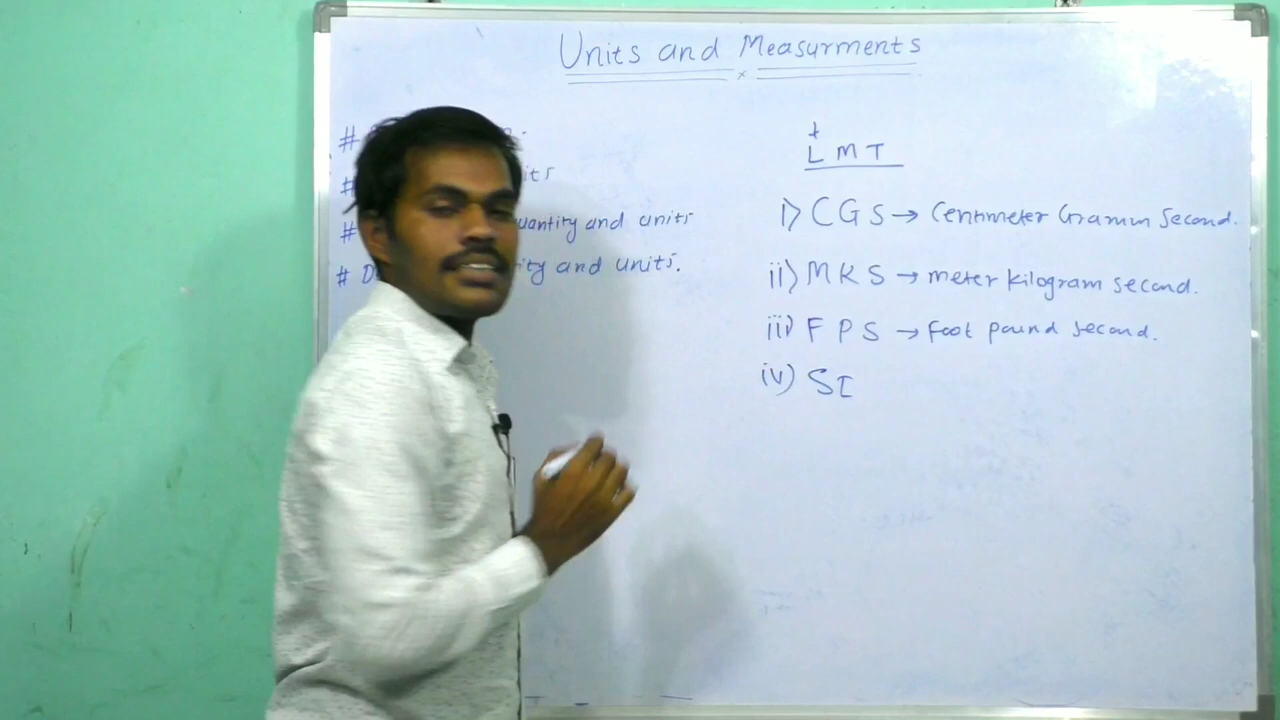 Units and Measurments
#
# its
# uantity and units
# D ity and units.
L M T
i) C G S → Centimeter Gramm Second.
ii) M K S → meter kilogram second.
iii) F P S → foot pound second.
iv) SI